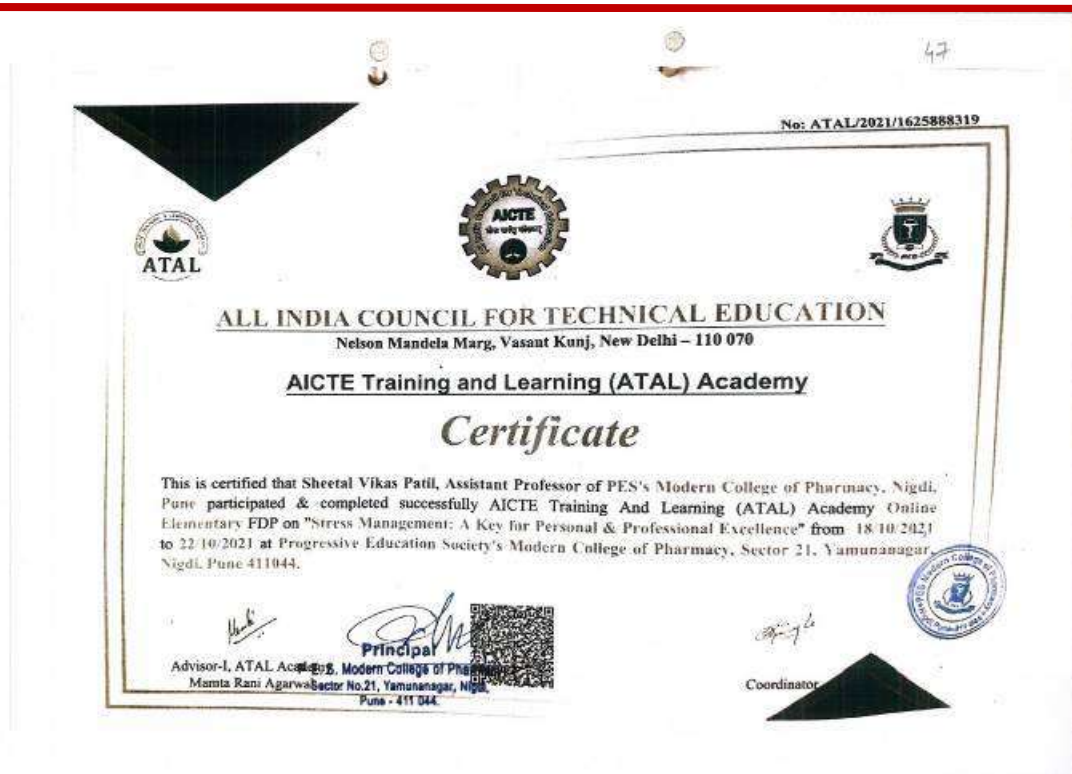 47
No: ATAL/2021/1625888319
AICTE
ATAL
ALL INDIA COUNCIL FOR TECHNICAL EDUCATION
Nelson Mandela Marg, Vasant Kunj, New Delhi – 110 070
AICTE Training and Learning (ATAL) Academy
Certificate
This is certified that Sheetal Vikas Patil, Assistant Professor of PES's Modern College of Pharmacy, Nigdi,
Pune participated & completed successfully AICTE Training And Learning (ATAL) Academy Online
Elementary FDP on "Stress Management: A Key for Personal & Professional Excellence" from 18/10/2021
to 22/10/2021 at Progressive Education Society's Modern College of Pharmacy, Sector 21, Yamunanagar,
Nigdi, Pune 411044.
Principal
P. E. S. Modern College of
Sector No.21, Yamunanagar,
Pune - 411 044.
Advisor-I, ATAL Academy
Mamta Rani Agarwal
Coordinator
Modern College of